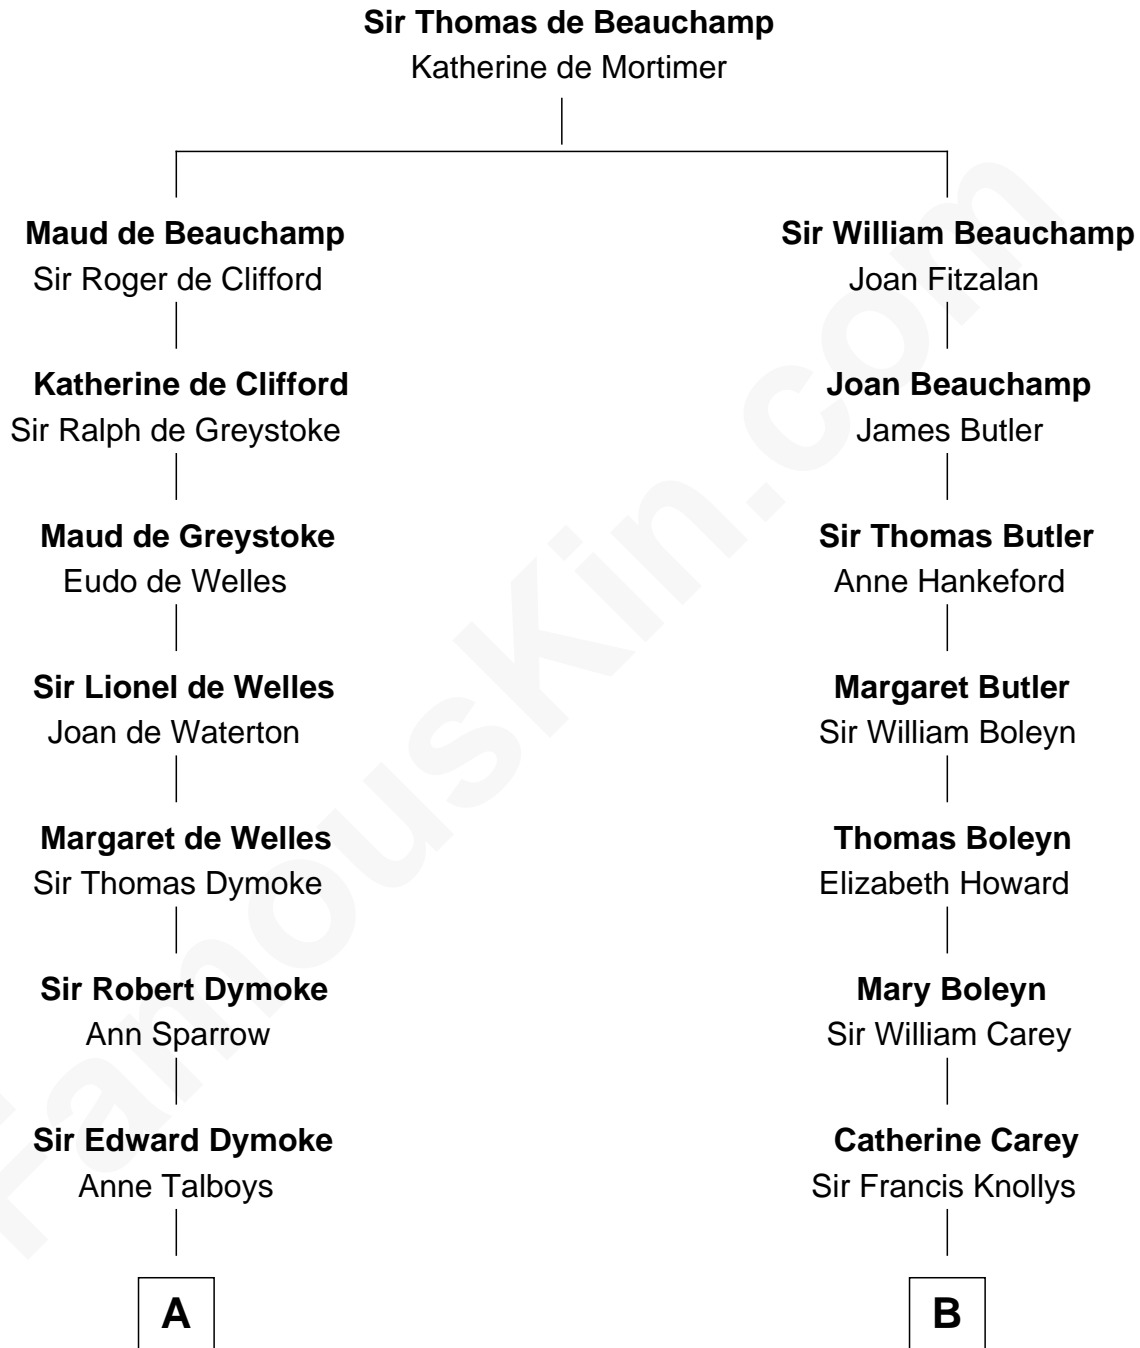 Sir Thomas de Beauchamp
Katherine de Mortimer
Maud de Beauchamp
Sir Roger de Clifford
Katherine de Clifford
Sir Ralph de Greystoke
Maud de Greystoke
Eudo de Welles
Sir Lionel de Welles
Joan de Waterton
Margaret de Welles
Sir Thomas Dymoke
Sir Robert Dymoke
Ann Sparrow
Sir Edward Dymoke
Anne Talboys
A
Sir William Beauchamp
Joan Fitzalan
Joan Beauchamp
James Butler
Sir Thomas Butler
Anne Hankeford
Margaret Butler
Sir William Boleyn
Thomas Boleyn
Elizabeth Howard
Mary Boleyn
Sir William Carey
Catherine Carey
Sir Francis Knollys
B
FamousKin.com